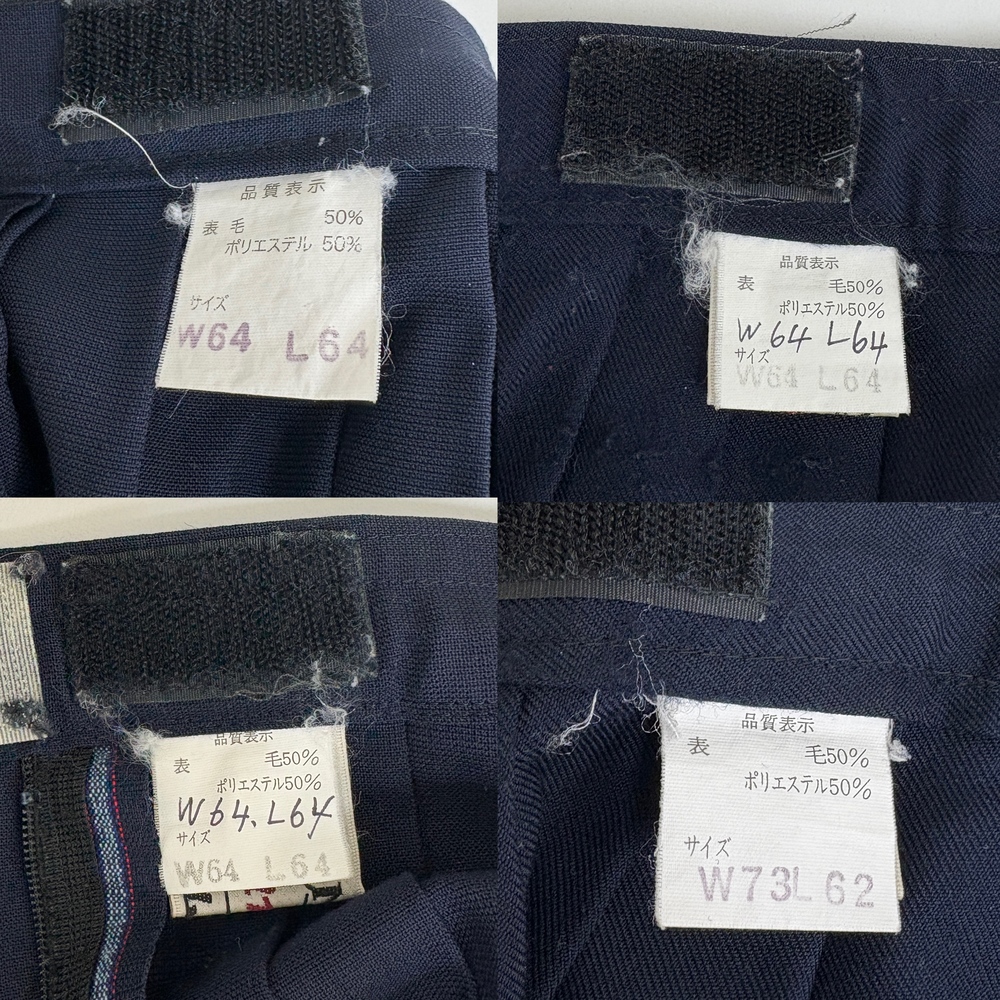 品質表示
表 毛 50%
ポリエステル 50%
サイズ
W64 L64
品質表示
表 毛50%
ポリエステル50%
W64 L64
サイズ
W64 L64
品質表示
表 毛50%
ポリエステル50%
W64. L64
サイズ
W64 L64
品質表示
表 毛50%
ポリエステル50%
サイズ
W73L62